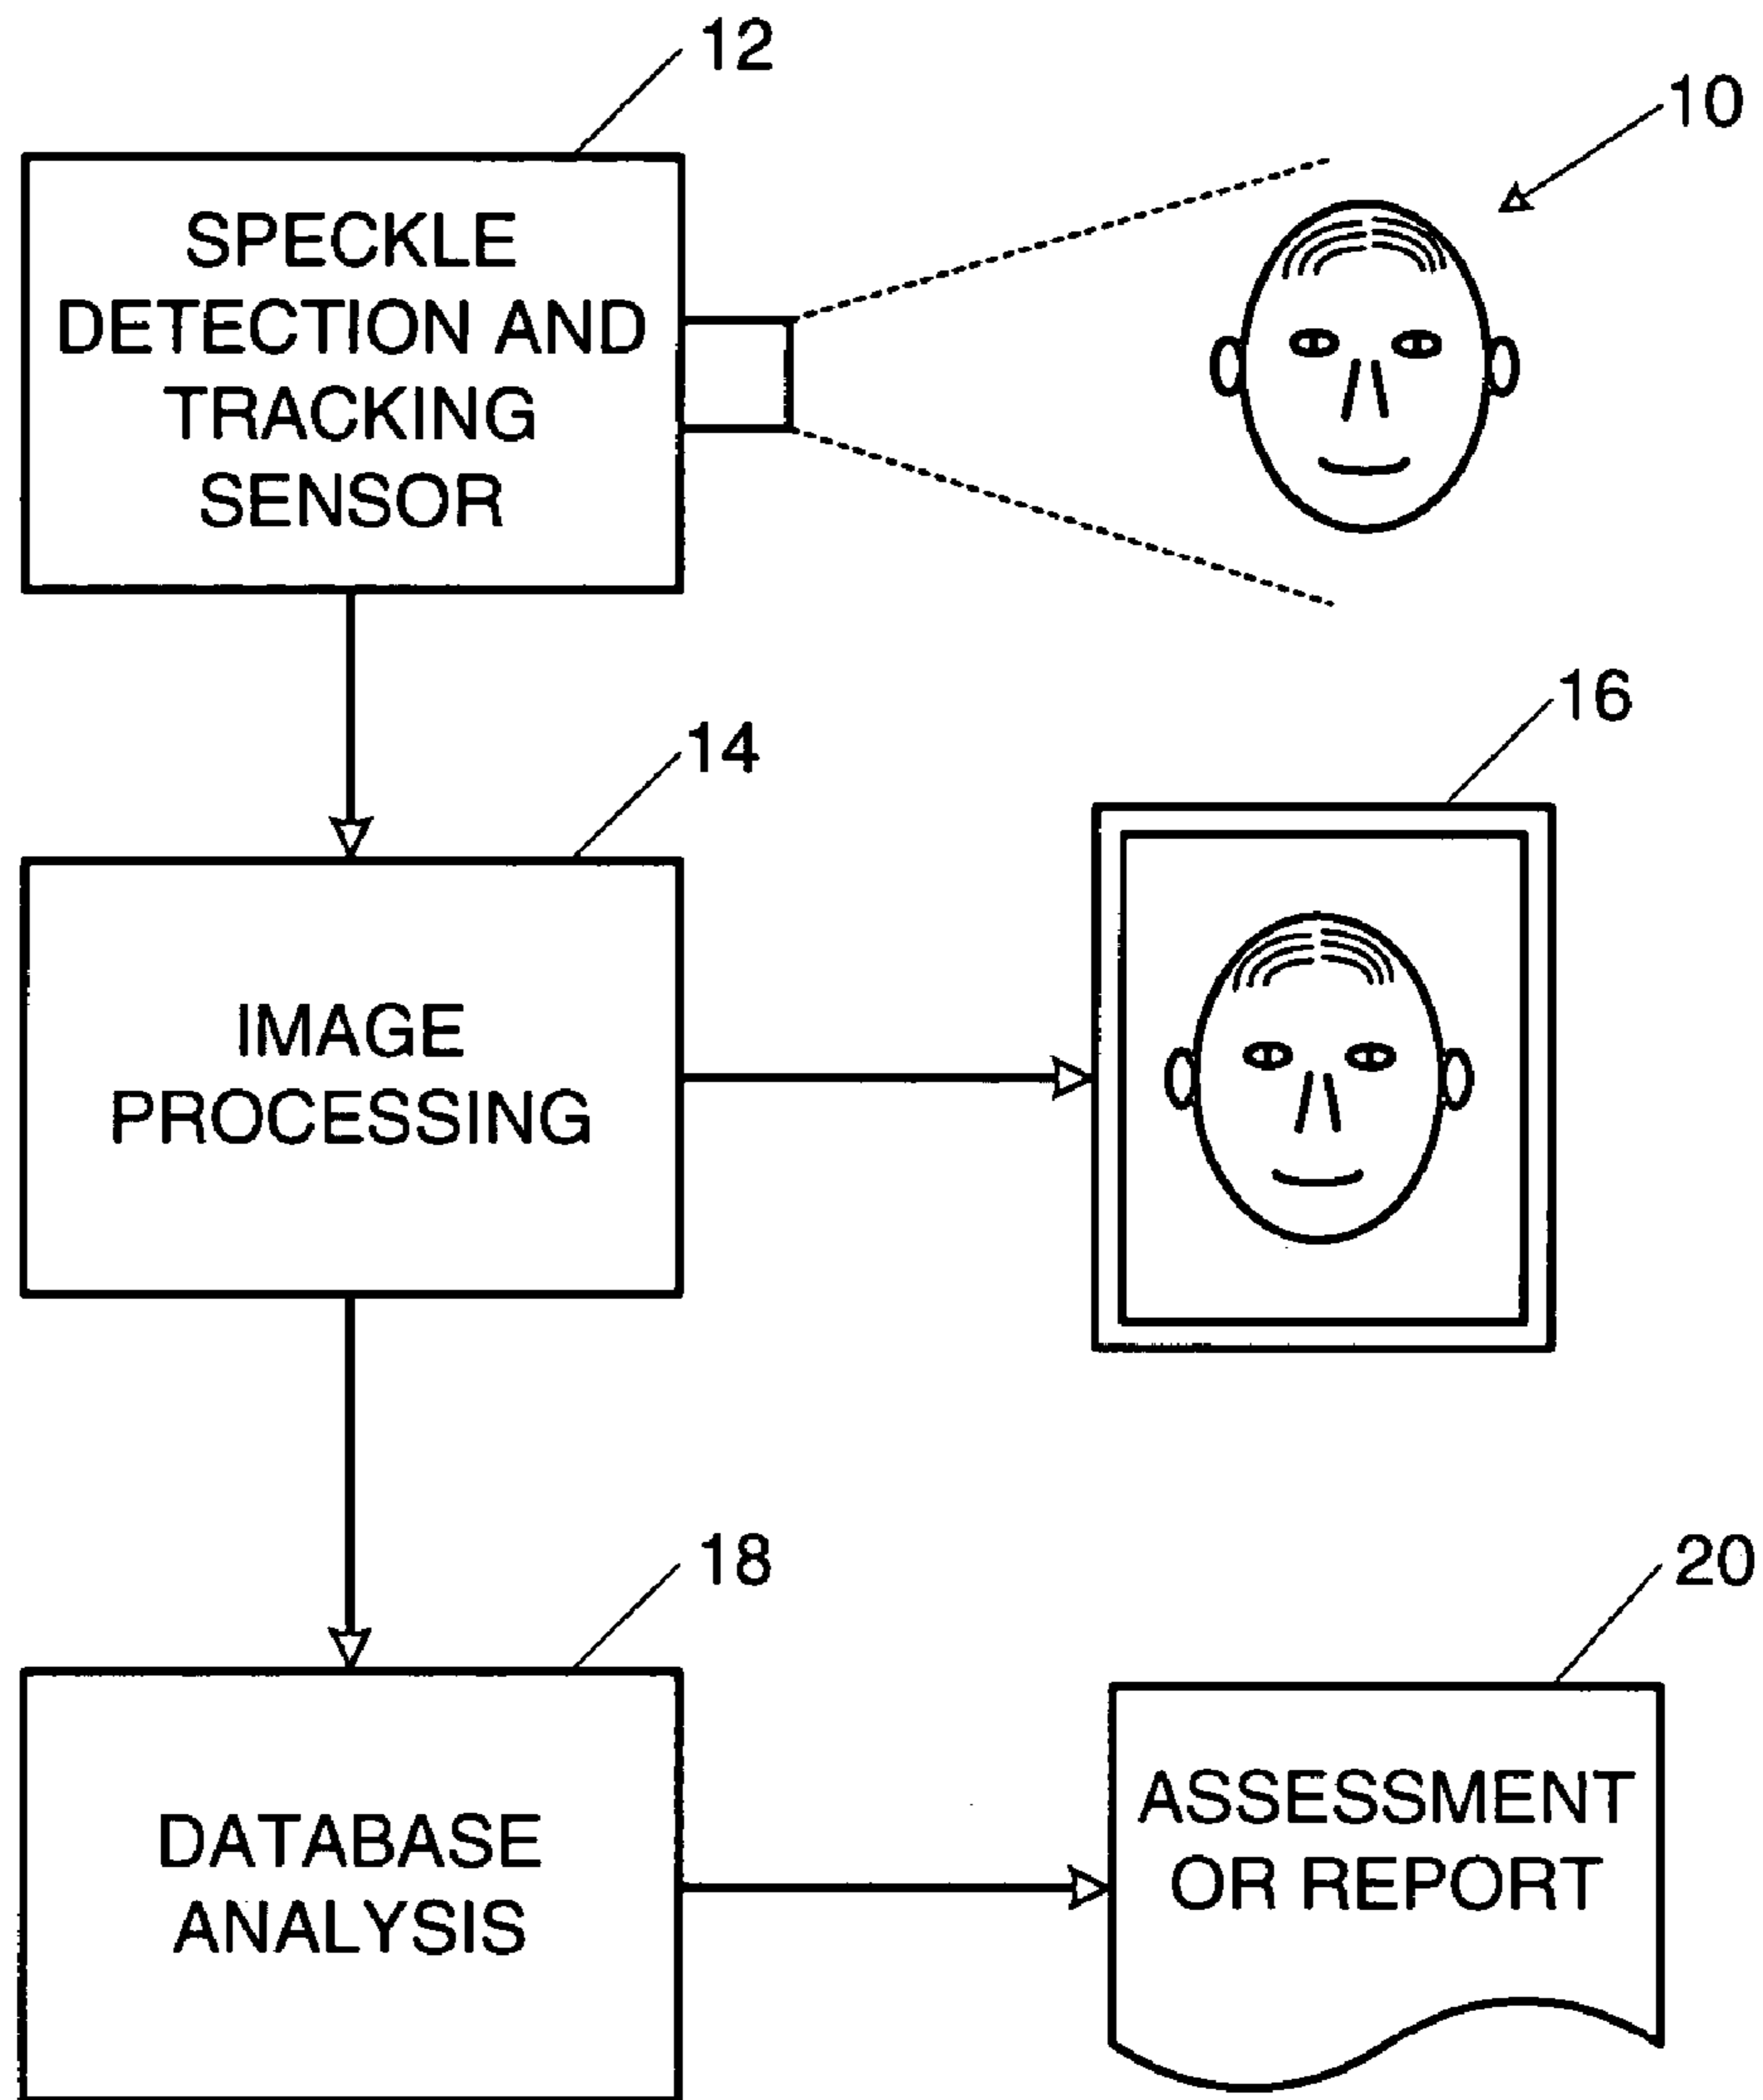 12
10
SPECKLE
DETECTION AND
TRACKING
SENSOR
16
14
IMAGE
PROCESSING
18
20
DATABASE
ANALYSIS
ASSESSMENT
OR REPORT